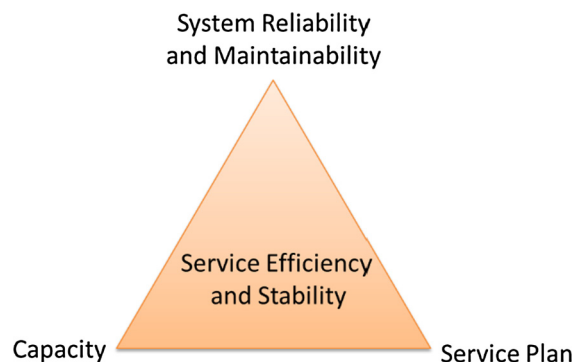 System Reliability
and Maintainability
Service Efficiency
and Stability
Capacity
Service Plan